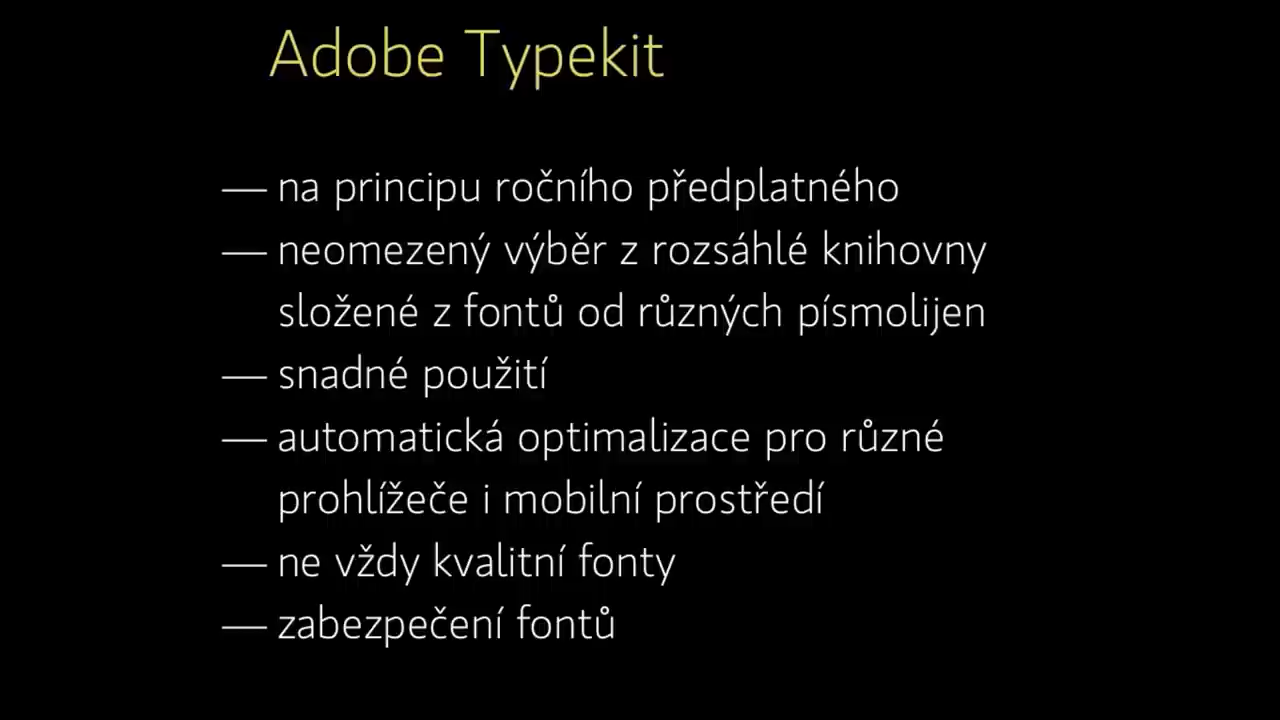 Adobe Typekit
— na principu ročního předplatného
— neomezený výběr z rozsáhlé knihovny
složené z fontů od různých písmolijen
— snadné použití
— automatická optimalizace pro různé
prohlížeče i mobilní prostředí
— ne vždy kvalitní fonty
— zabezpečení fontů